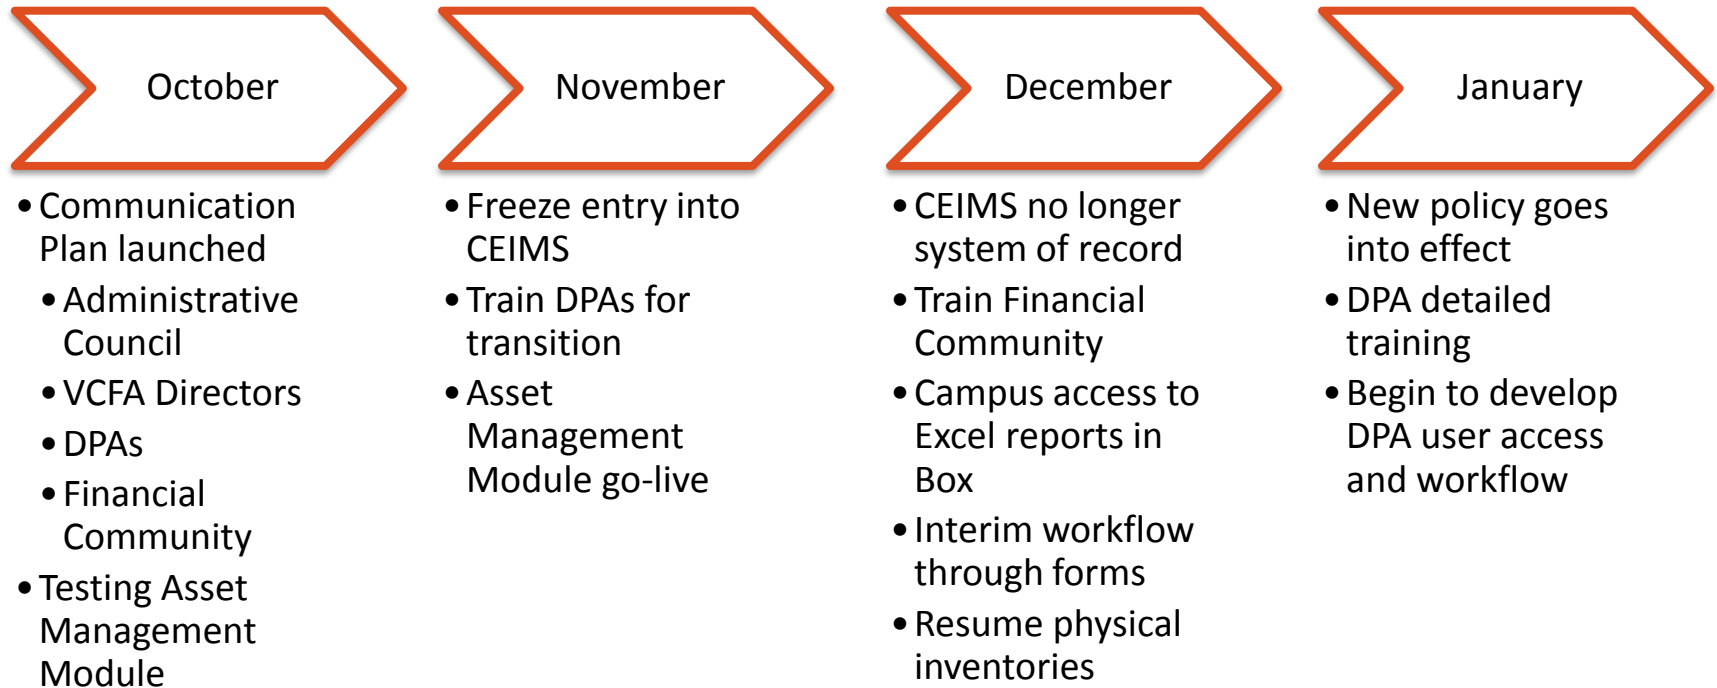 October
• Communication
Plan launched
• Administrative
Council
• VCFA Directors
• DPAs
• Financial
Community
• Testing Asset
Management
Module
November
• Freeze entry into
CEIMS
• Train DPAs for
transition
• Asset
Management
Module go-live
December
• CEIMS no longer
system of record
• Train Financial
Community
• Campus access to
Excel reports in
Box
• Interim workflow
through forms
• Resume physical
inventories
January
• New policy goes
into effect
• DPA detailed
training
• Begin to develop
DPA user access
and workflow